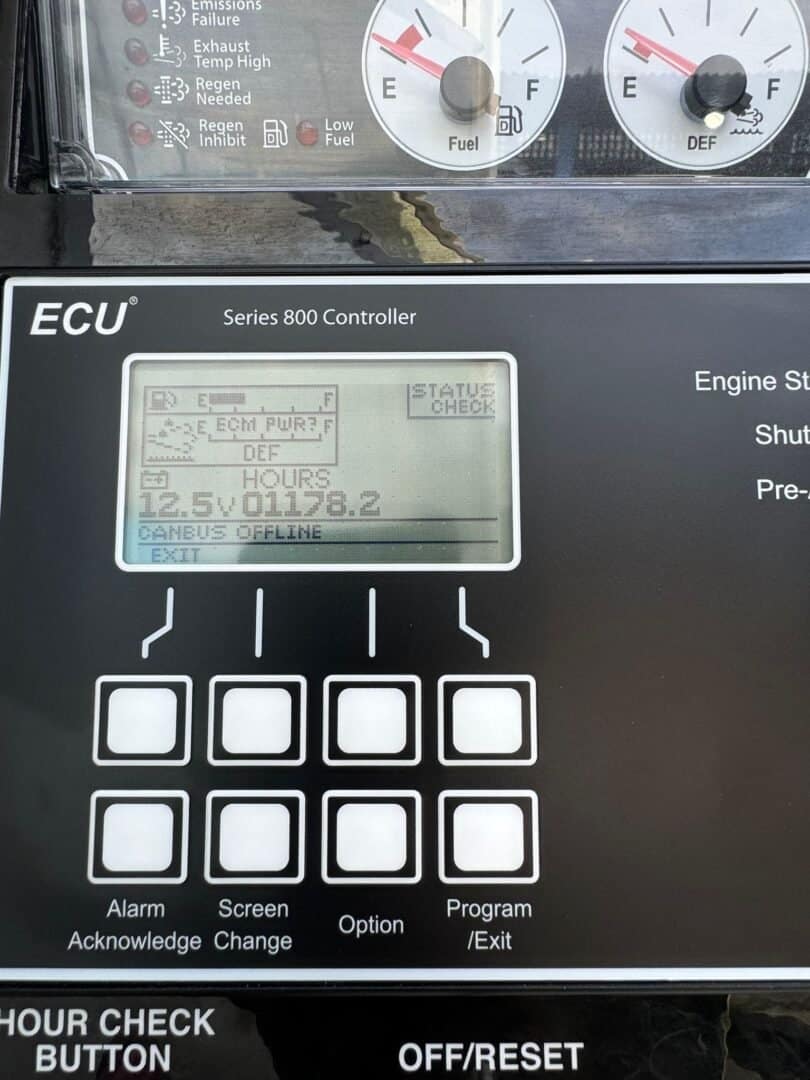 Emissions
Failure
Exhaust
Temp High
Regen
Needed
Regen
Inhibit
Low
Fuel
E
F
Fuel
E
F
DEF
ECU®
Series 800 Controller
E
F
STATUS
CHECK
E ECM PWR? F
DEF
HOURS
12.5V 01178.2
CANBUS OFFLINE
EXIT
Engine St
Shut
Pre-
Alarm
Acknowledge
Screen
Change
Option
Program
/Exit
HOUR CHECK
BUTTON
OFF/RESET